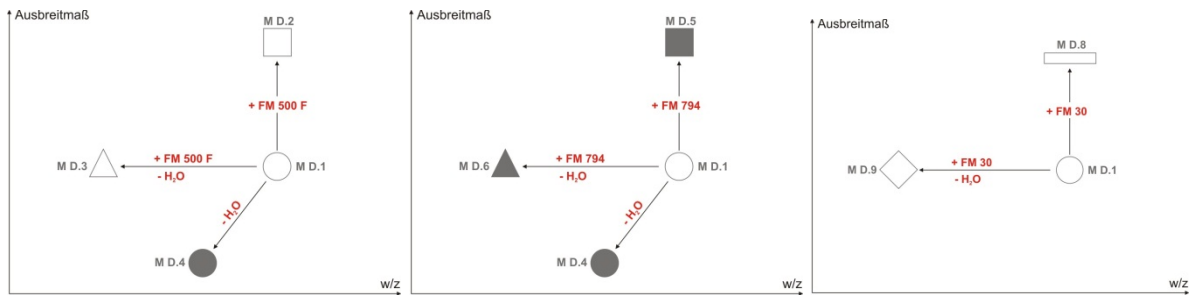 Ausbreitmaß
M D.2
+ FM 500 F
M D.3
+ FM 500 F
- H₂O
M D.1
- H₂O
M D.4
w/z
Ausbreitmaß
M D.5
+ FM 794
M D.6
+ FM 794
- H₂O
M D.1
- H₂O
M D.4
w/z
Ausbreitmaß
M D.8
+ FM 30
M D.9
+ FM 30
- H₂O
M D.1
w/z